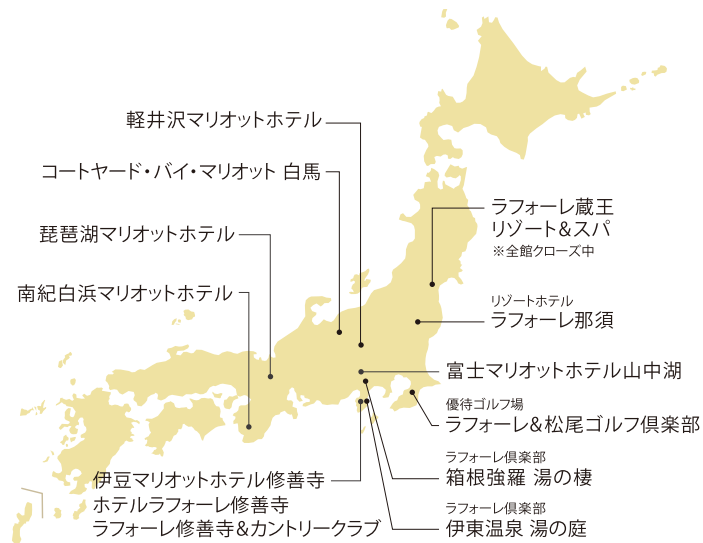 軽井沢マリオットホテル
コートヤード・バイ・マリオット 白馬
琵琶湖マリオットホテル
南紀白浜マリオットホテル
ラフォーレ蔵王
リゾート&スパ
※全館クローズ中
リゾートホテル
ラフォーレ那須
富士マリオットホテル山中湖
優待ゴルフ場
ラフォーレ&松尾ゴルフ倶楽部
ラフォーレ倶楽部
箱根強羅 湯の棲
ラフォーレ倶楽部
伊東温泉 湯の庭
伊豆マリオットホテル修善寺
ホテルラフォーレ修善寺
ラフォーレ修善寺&カントリークラブ